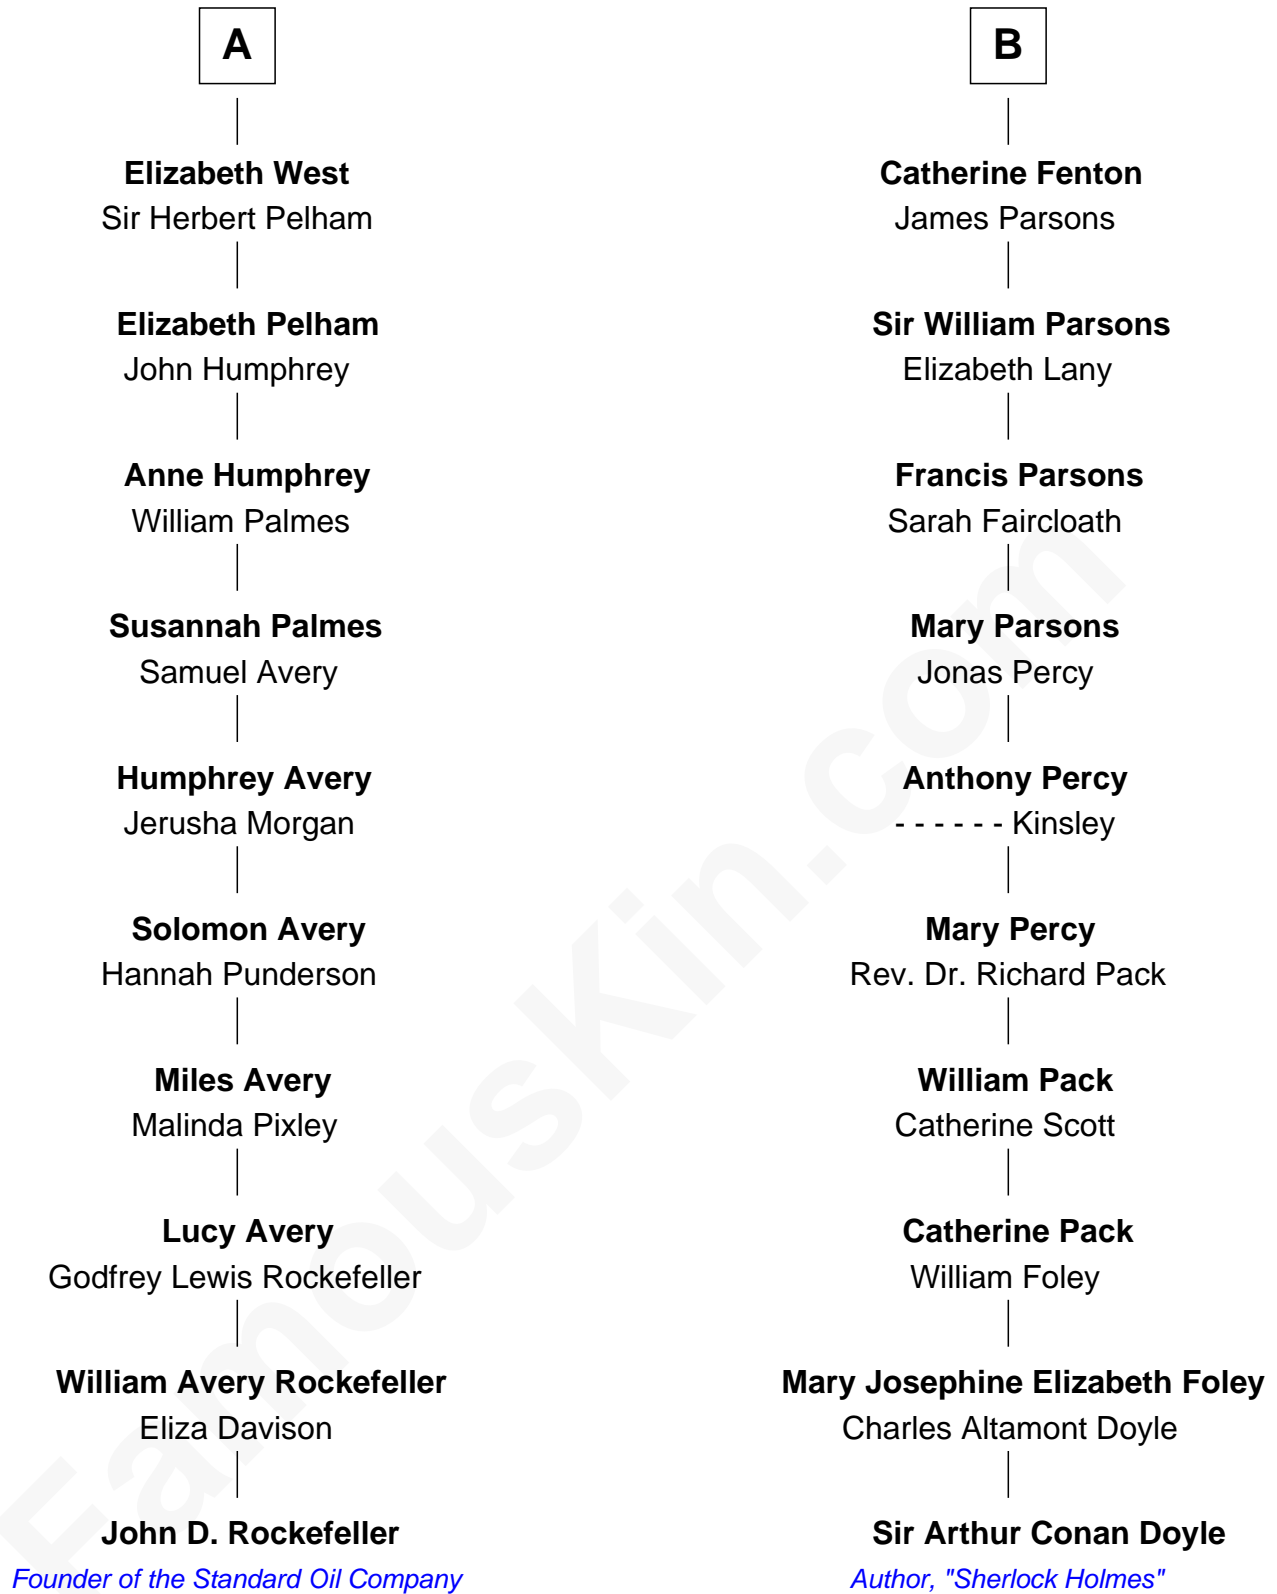 A
Elizabeth West
Sir Herbert Pelham
Elizabeth Pelham
John Humphrey
Anne Humphrey
William Palmes
Susannah Palmes
Samuel Avery
Humphrey Avery
Jerusha Morgan
Solomon Avery
Hannah Punderson
Miles Avery
Malinda Pixley
Lucy Avery
Godfrey Lewis Rockefeller
William Avery Rockefeller
Eliza Davison
John D. Rockefeller
Founder of the Standard Oil Company
B
Catherine Fenton
James Parsons
Sir William Parsons
Elizabeth Lany
Francis Parsons
Sarah Faircloath
Mary Parsons
Jonas Percy
Anthony Percy
- - - - - - Kinsley
Mary Percy
Rev. Dr. Richard Pack
William Pack
Catherine Scott
Catherine Pack
William Foley
Mary Josephine Elizabeth Foley
Charles Altamont Doyle
Sir Arthur Conan Doyle
Author, "Sherlock Holmes"
FamousKin.com